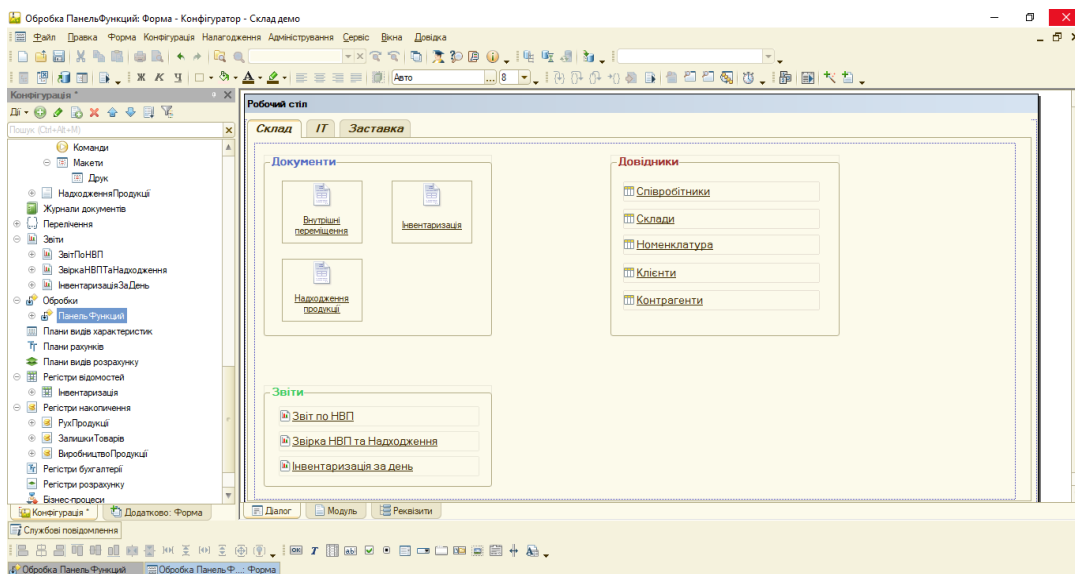 Обробка ПанельФункций: Форма - Конфігуратор - Склад демо
Файл Правка Форма Конфігурація Налагодження Адміністрування Сервіс Вікна Довідка
Ж К Ч А Авто ... 8
Конфігурація *
Дії
Пошук (Ctrl+Alt+M)
Команди
Макети
Друк
НадходженняПродукції
Журнали документів
Перелічення
Звіти
ЗвітПоНВП
ЗвіркаНВПТаНадходження
ІнвентаризаціяЗаДень
Обробки
ПанельФункций
Плани видів характеристик
Плани рахунків
Плани видів розрахунку
Регістри відомостей
Інвентаризація
Регістри накопичення
РухПродукції
ЗалишкиТоварів
ВиробництвоПродукції
Регістри бухгалтерії
Регістри розрахунку
Бізнес-процеси
Конфігурація *
Додатково: Форма
Робочий стіл
Склад ІТ Заставка
Документи
Внутрішні
переміщення
Інвентаризація
Надходження
продукції
Довідники
Співробітники
Склади
Номенклатура
Клієнти
Контрагенти
Звіти
Звіт по НВП
Звірка НВП та Надходження
Інвентаризація за день
Діалог Модуль Реквізити
Службові повідомлення
Обробка ПанельФункций
Обробка ПанельФ...: Форма